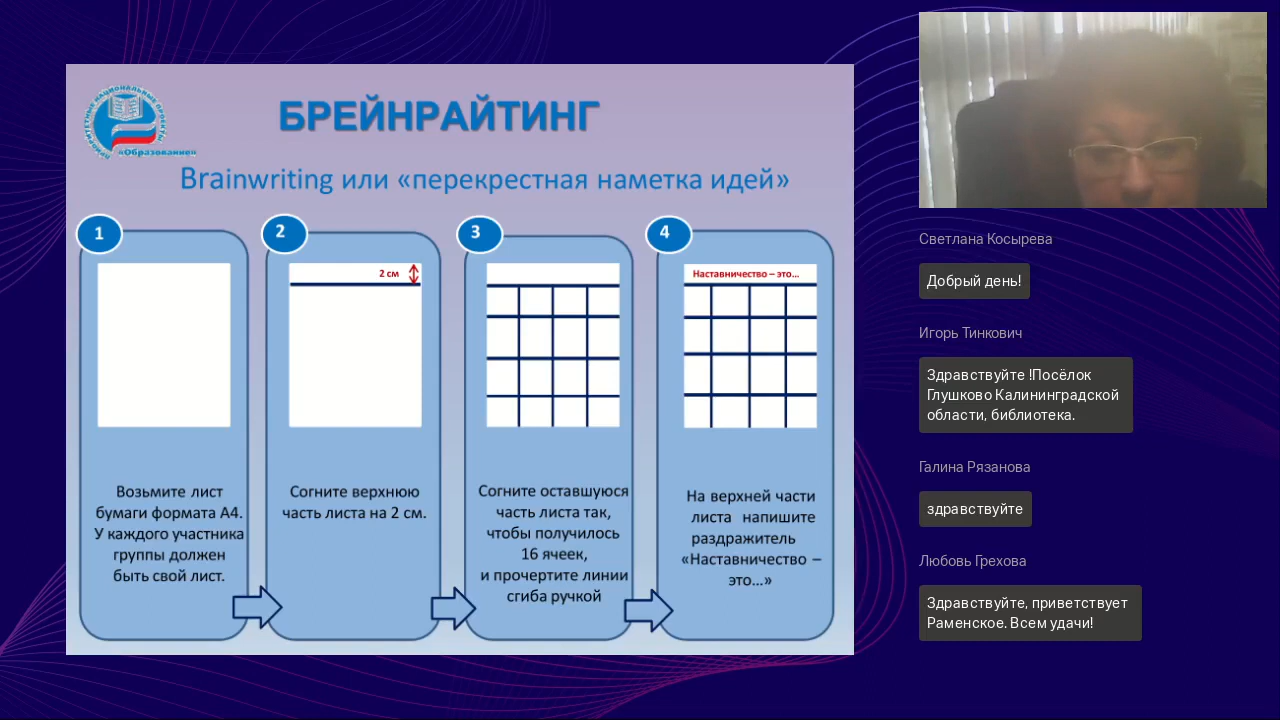 ПРИОРИТЕТНЫЕ НАЦИОНАЛЬНЫЕ ПРОЕКТЫ
«Образование»
БРЕЙНРАЙТИНГ
Brainwriting или «перекрестная наметка идей»
1
Возьмите лист
бумаги формата А4.
У каждого участника
группы должен
быть свой лист.
2
2 см
Согните верхнюю
часть листа на 2 см.
3
Согните оставшуюся
часть листа так,
чтобы получилось
16 ячеек,
и прочертите линии
сгиба ручкой
4
Наставничество – это...
На верхней части
листа напишите
раздражитель
«Наставничество –
это...»
Светлана Косырева
Добрый день!
Игорь Тинкович
Здравствуйте !Посёлок
Глушково Калининградской
области, библиотека.
Галина Рязанова
здравствуйте
Любовь Грехова
Здравствуйте, приветствует
Раменское. Всем удачи!